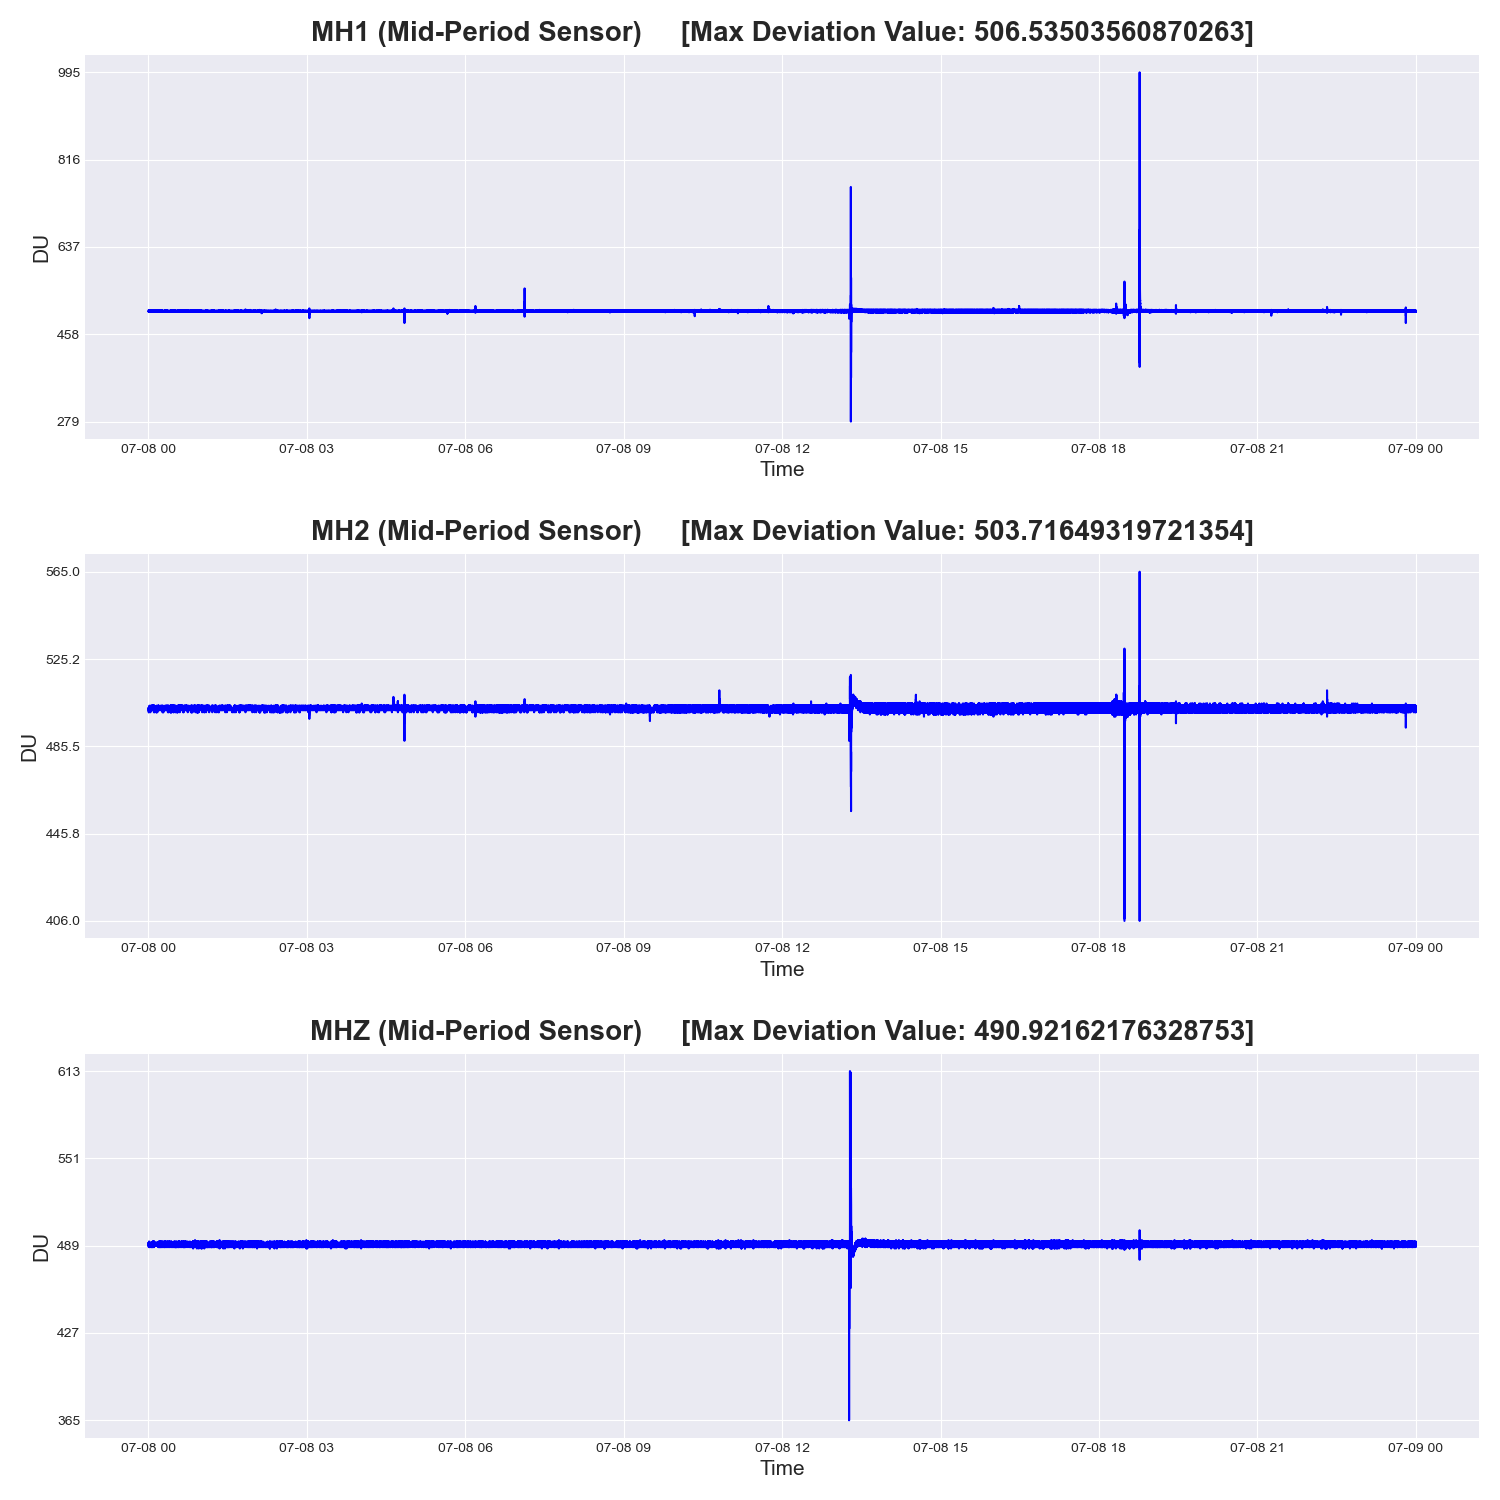 MH1 (Mid-Period Sensor) [Max Deviation Value: 506.53503560870263]
995
816
637
458
279
DU
07-08 00 07-08 03 07-08 06 07-08 09 07-08 12 07-08 15 07-08 18 07-08 21 07-09 00
Time
MH2 (Mid-Period Sensor) [Max Deviation Value: 503.71649319721354]
565.0
525.2
485.5
445.8
406.0
DU
07-08 00 07-08 03 07-08 06 07-08 09 07-08 12 07-08 15 07-08 18 07-08 21 07-09 00
Time
MHZ (Mid-Period Sensor) [Max Deviation Value: 490.92162176328753]
613
551
489
427
365
DU
07-08 00 07-08 03 07-08 06 07-08 09 07-08 12 07-08 15 07-08 18 07-08 21 07-09 00
Time